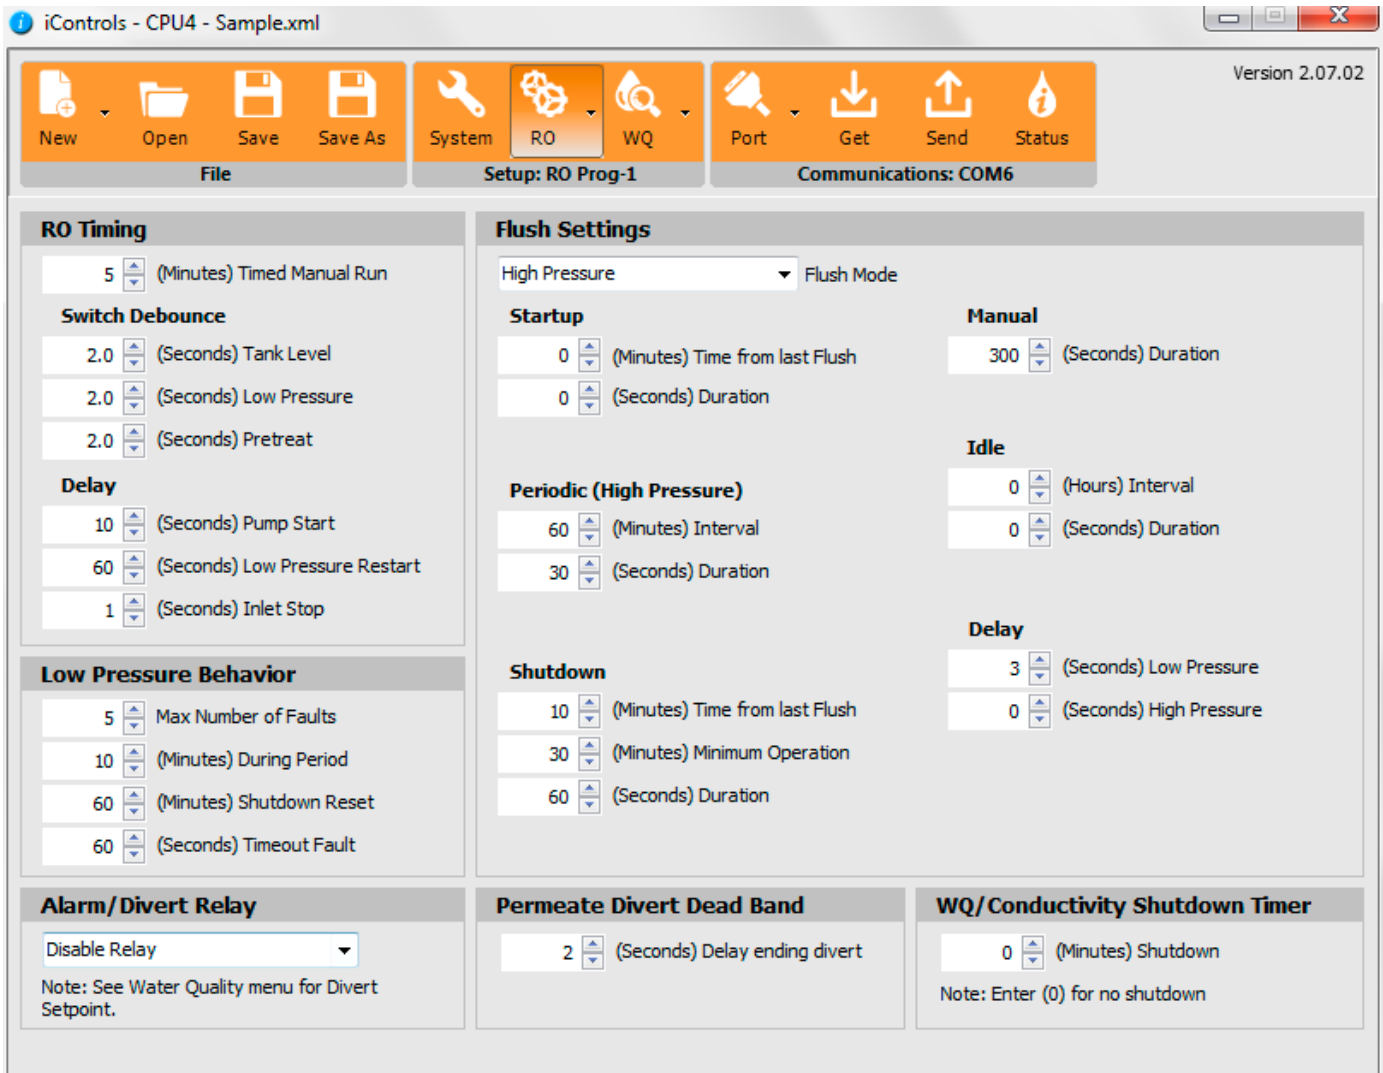 iControls - CPU4 - Sample.xml
Version 2.07.02
New Open Save Save As System RO WQ Port Get Send Status
File Setup: RO Prog-1 Communications: COM6
RO Timing
5 (Minutes) Timed Manual Run
Switch Debounce
2.0 (Seconds) Tank Level
2.0 (Seconds) Low Pressure
2.0 (Seconds) Pretreat
Delay
10 (Seconds) Pump Start
60 (Seconds) Low Pressure Restart
1 (Seconds) Inlet Stop
Low Pressure Behavior
5 Max Number of Faults
10 (Minutes) During Period
60 (Minutes) Shutdown Reset
60 (Seconds) Timeout Fault
Flush Settings
High Pressure Flush Mode
Startup
0 (Minutes) Time from last Flush
0 (Seconds) Duration
Periodic (High Pressure)
60 (Minutes) Interval
30 (Seconds) Duration
Shutdown
10 (Minutes) Time from last Flush
30 (Minutes) Minimum Operation
60 (Seconds) Duration
Manual
300 (Seconds) Duration
Idle
0 (Hours) Interval
0 (Seconds) Duration
Delay
3 (Seconds) Low Pressure
0 (Seconds) High Pressure
Alarm/Divert Relay
Disable Relay
Note: See Water Quality menu for Divert
Setpoint.
Permeate Divert Dead Band
2 (Seconds) Delay ending divert
WQ/Conductivity Shutdown Timer
0 (Minutes) Shutdown
Note: Enter (0) for no shutdown